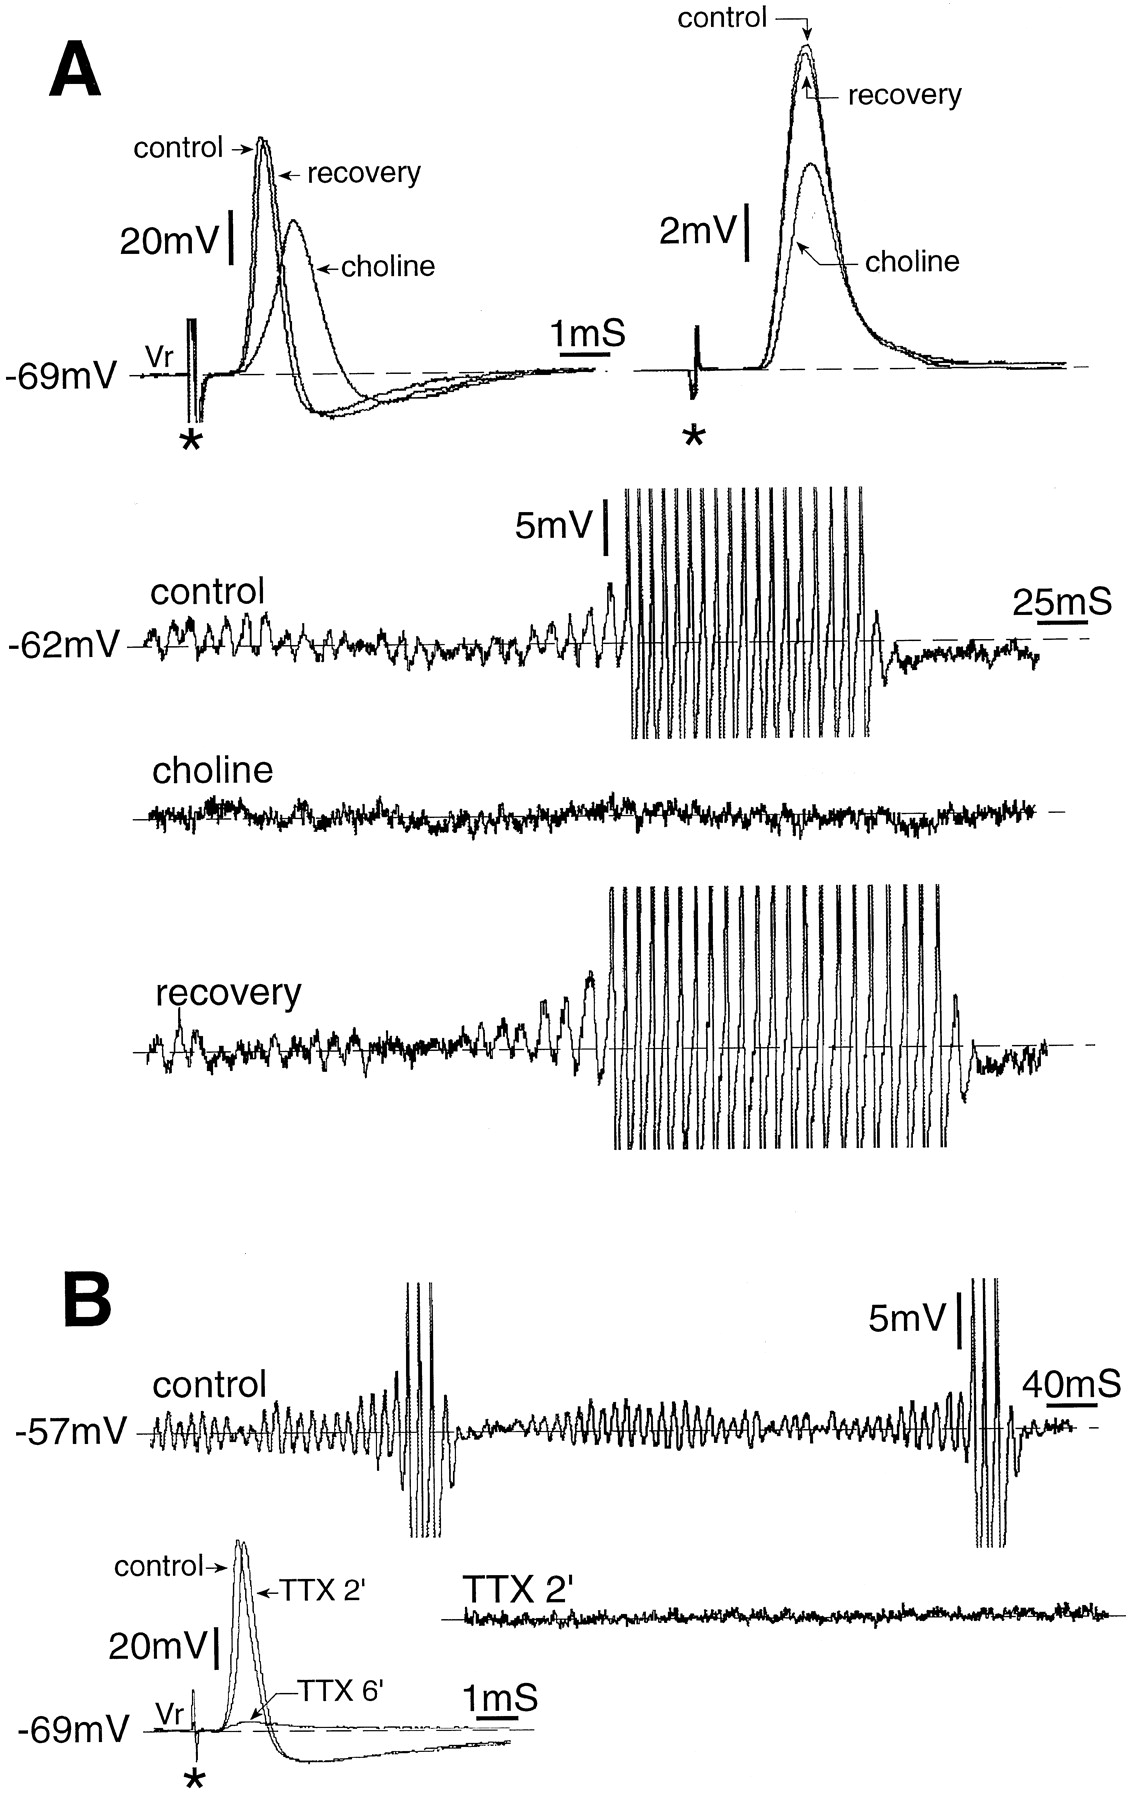 A
control
recovery
20mV
choline
1mS
Vr
-69mV
*
control
recovery
2mV
choline
*
5mV
control
25mS
-62mV
choline
recovery
B
5mV
control
40mS
-57mV
control
TTX 2'
TTX 2'
20mV
TTX 6'
1mS
Vr
-69mV
*